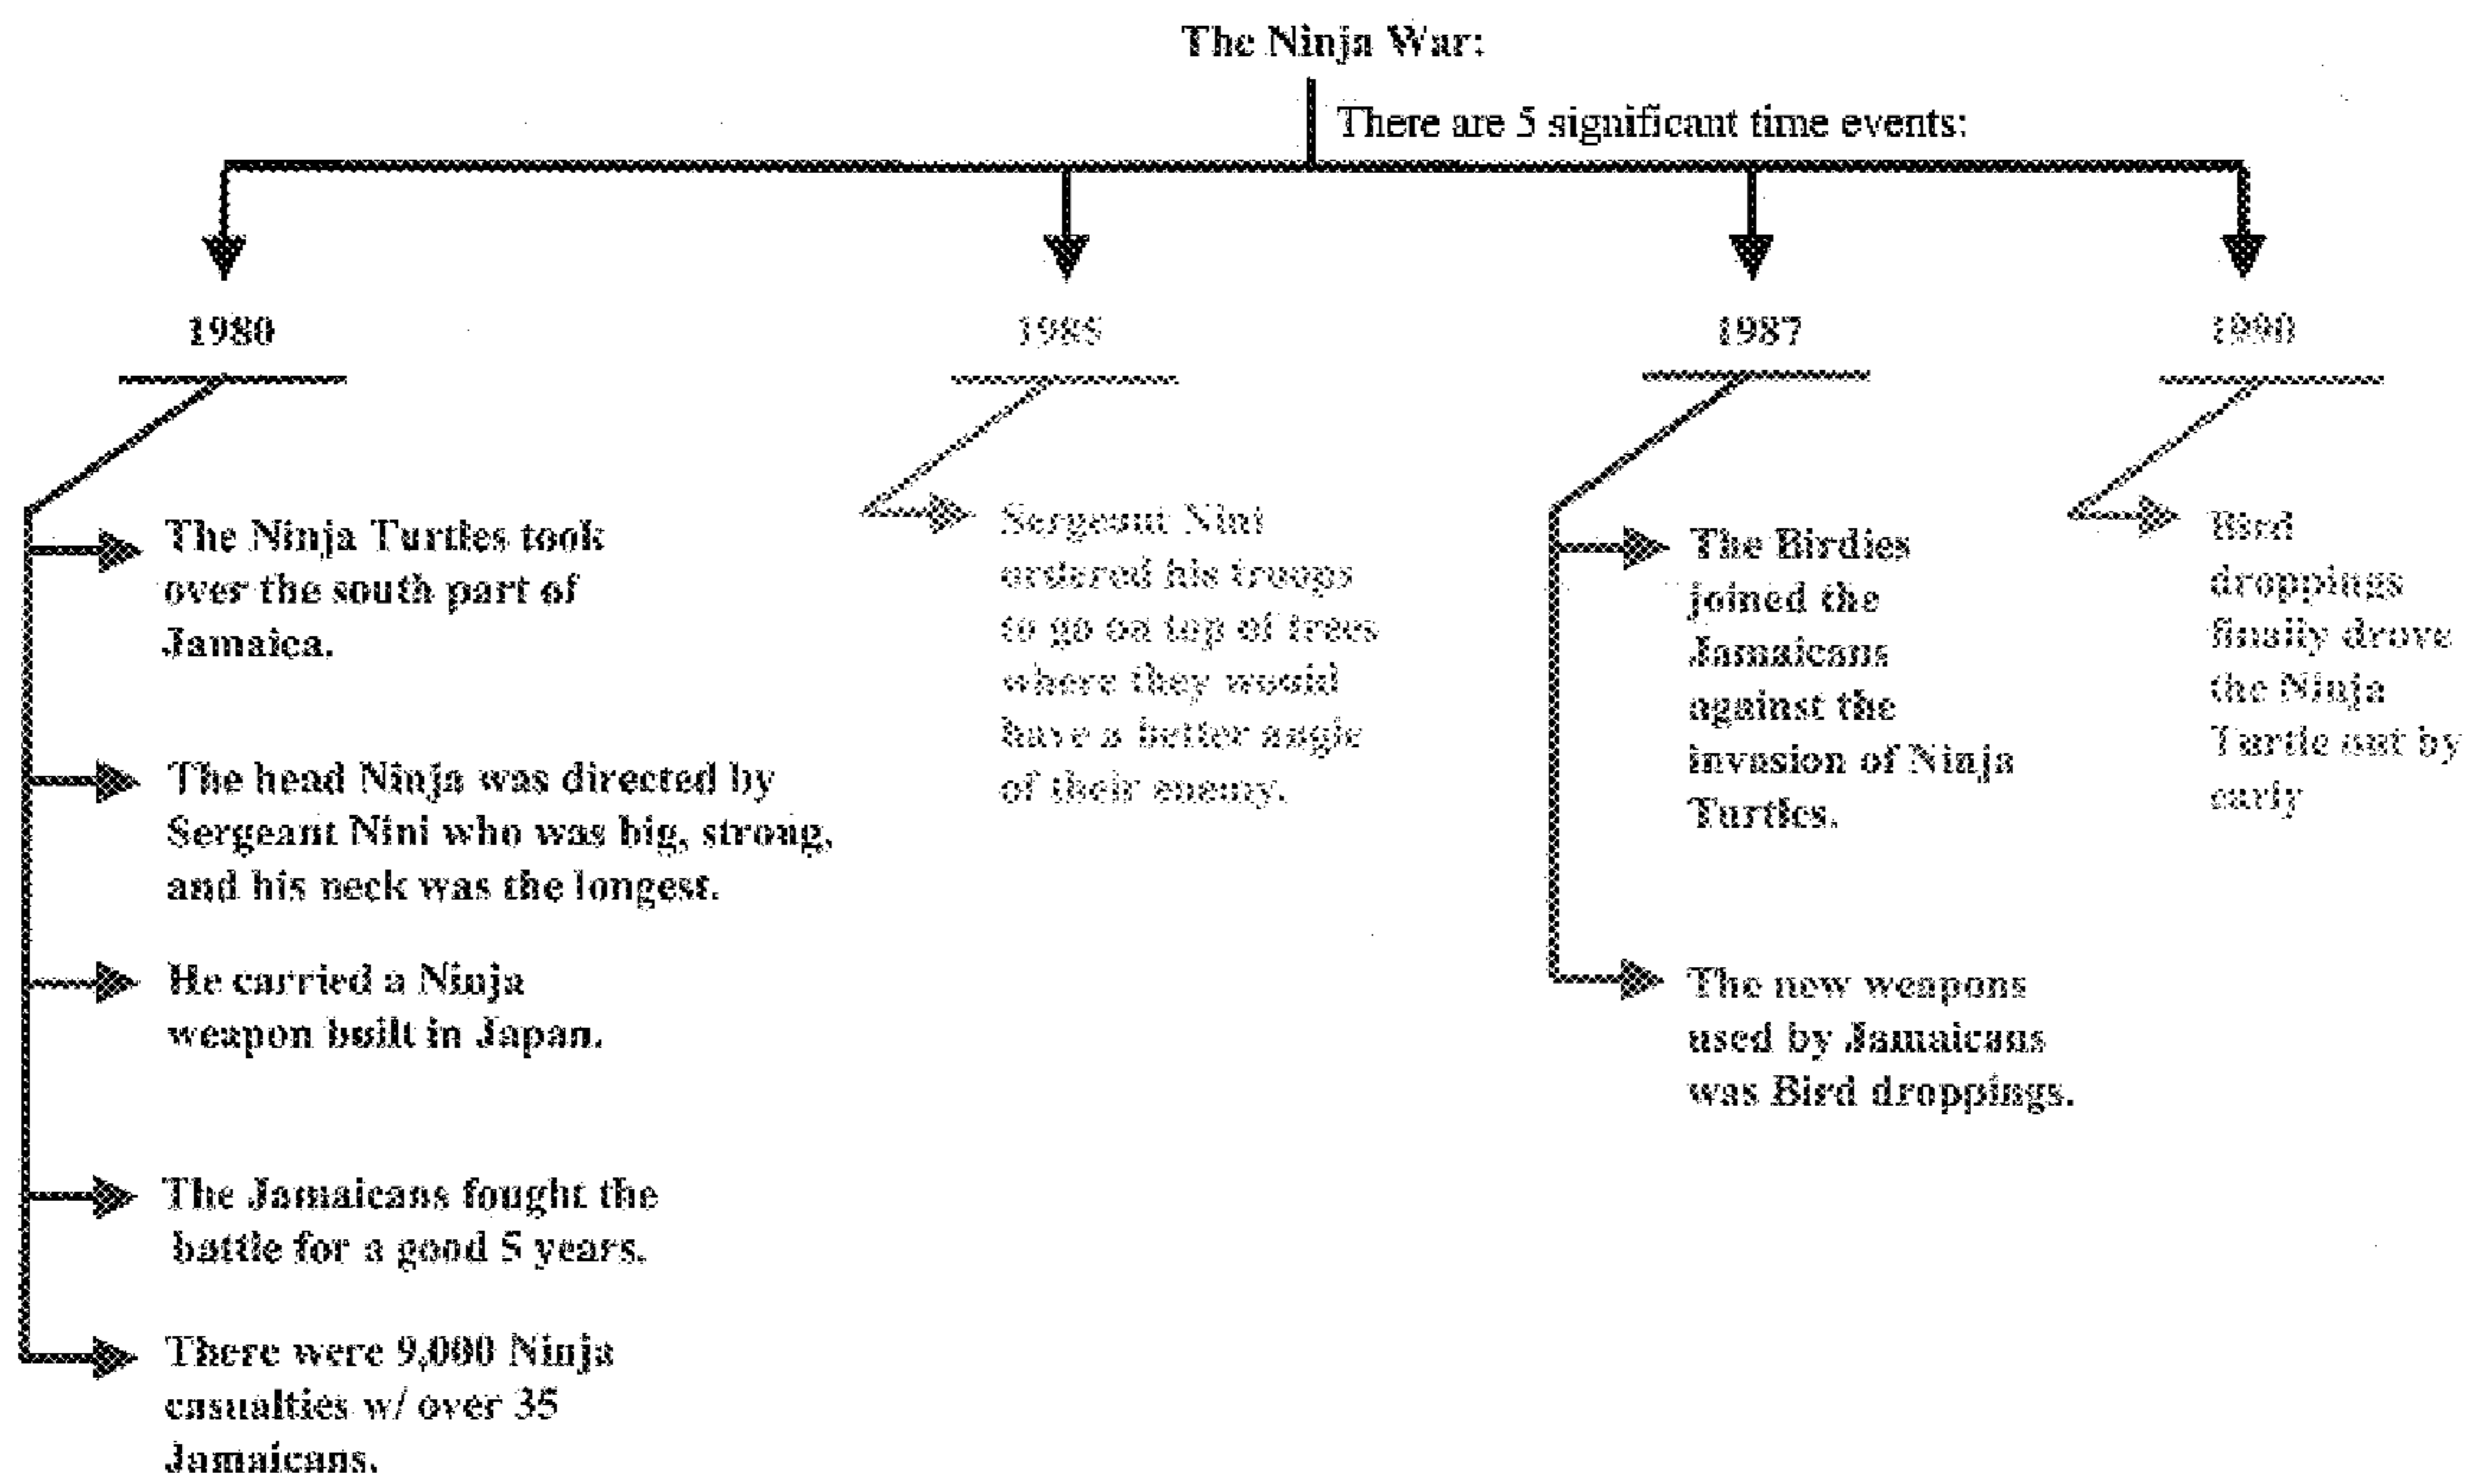 The Ninja War:
There are 5 significant time events:
1980
The Ninja Turtles took
over the south part of
Jamaica.
The head Ninja was directed by
Sergeant Nini who was big, strong,
and his neck was the longest.
He carried a Ninja
weapon built in Japan.
The Jamaicans fought the
battle for a good 5 years.
There were 9,000 Ninja
casualties w/ over 35
Jamaicans.
1985
Sergeant Nini
ordered his troops
to go on top of trees
where they would
have a better angle
of their enemy.
1987
The Birdies
joined the
Jamaicans
against the
invasion of Ninja
Turtles.
The new weapons
used by Jamaicans
was Bird droppings.
1990
Bird
droppings
finally drove
the Ninja
Turtle out by
early